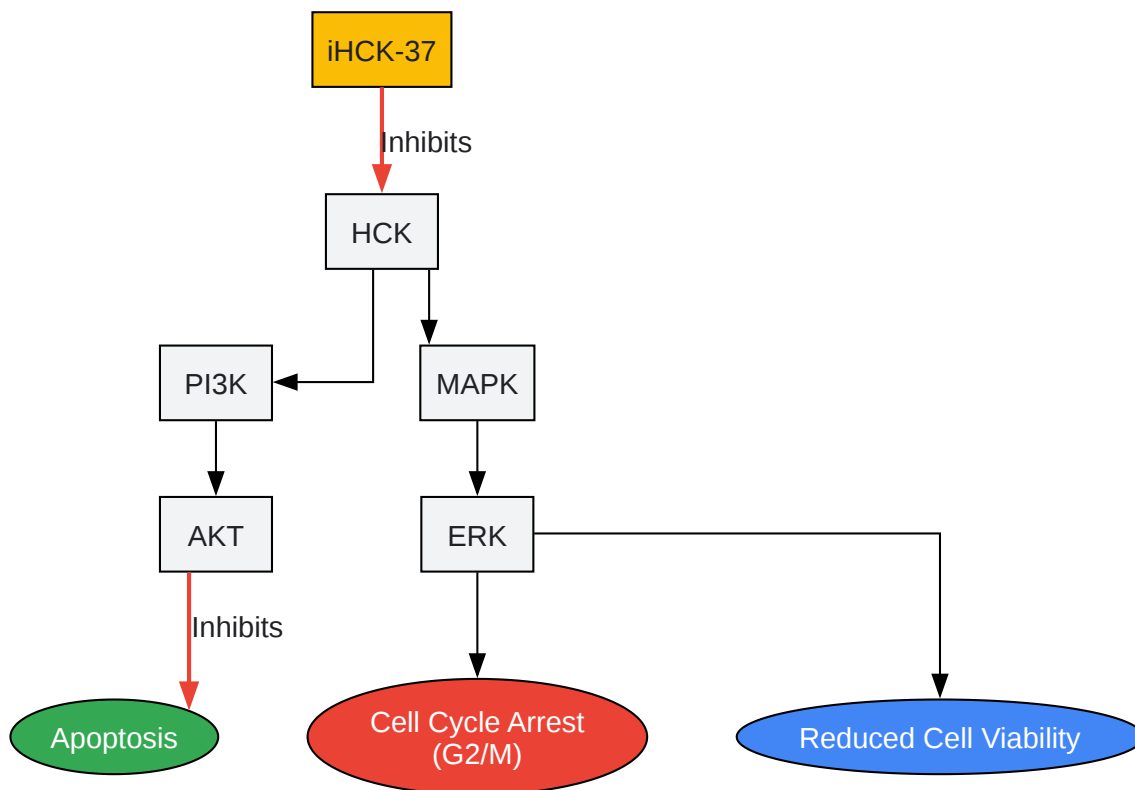 iHCK-37
Inhibits
HCK
PI3K
MAPK
AKT
ERK
Inhibits
Apoptosis
Cell Cycle Arrest
(G2/M)
Reduced Cell Viability